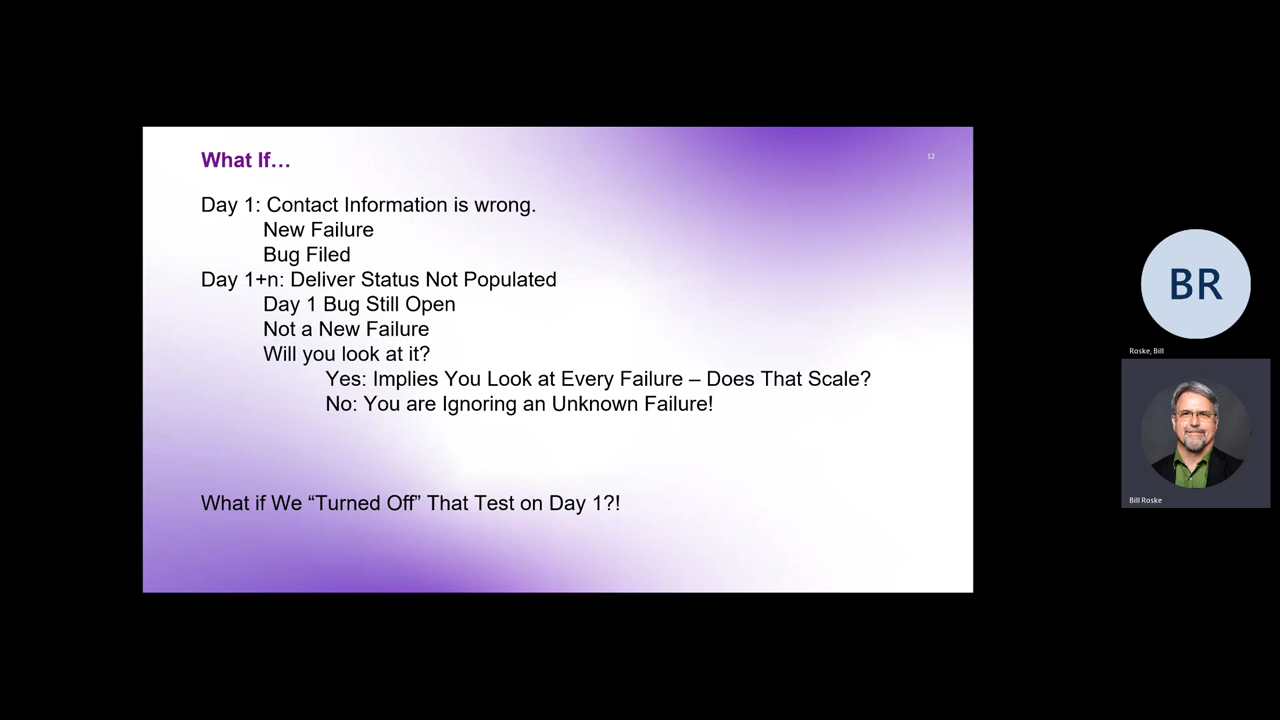 What If…
12
Day 1: Contact Information is wrong.
New Failure
Bug Filed
Day 1+n: Deliver Status Not Populated
Day 1 Bug Still Open
Not a New Failure
Will you look at it?
Yes: Implies You Look at Every Failure – Does That Scale?
No: You are Ignoring an Unknown Failure!
What if We “Turned Off” That Test on Day 1?!
BR
Roske, Bill
Bill Roske